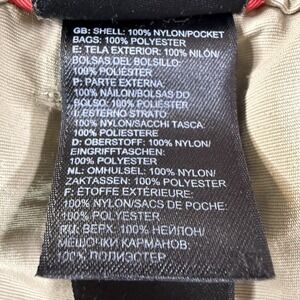 GB: SHELL: 100% NYLON/POCKET
BAGS: 100% POLYESTER
E: TELA EXTERIOR: 100% NILÓN/
BOLSAS DEL BOLSILLO:
100% POLIÉSTER
P: PARTE EXTERNA:
100% NÁILON/BOLSAS DO
BOLSO: 100% POLIÉSTER
I: ESTERNO STRATO:
100% NYLON/SACCHI TASCA:
100% POLIESTERE
D: OBERSTOFF: 100% NYLON/
EINGRIFFTASCHEN:
100% POLYESTER
NL: OMHULSEL: 100% NYLON/
ZAKTASSEN: 100% POLYESTER
F: ÉTOFFE EXTÉRIEURE:
100% NYLON/SACS DE POCHE:
100% POLYESTER
RU: ВЕРХ: 100% НЕЙЛОН/
МЕШОЧКИ КАРМАНОВ:
100% ПОЛИЭСТЕР